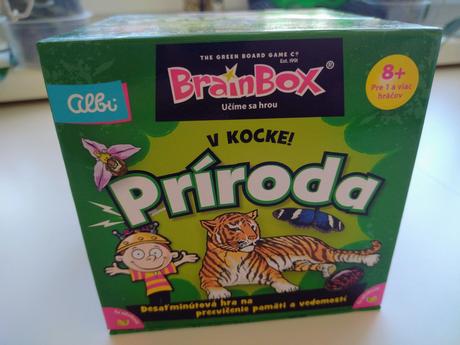 THE GREEN BOARD GAME Cº
Est. 1991
BrainBox
Učíme sa hrou
Albi
8+
Pre 1 a viac
hráčov
V KOCKE!
Príroda
Desaťminútová hra na
precvičenie pamäti a vedomostí